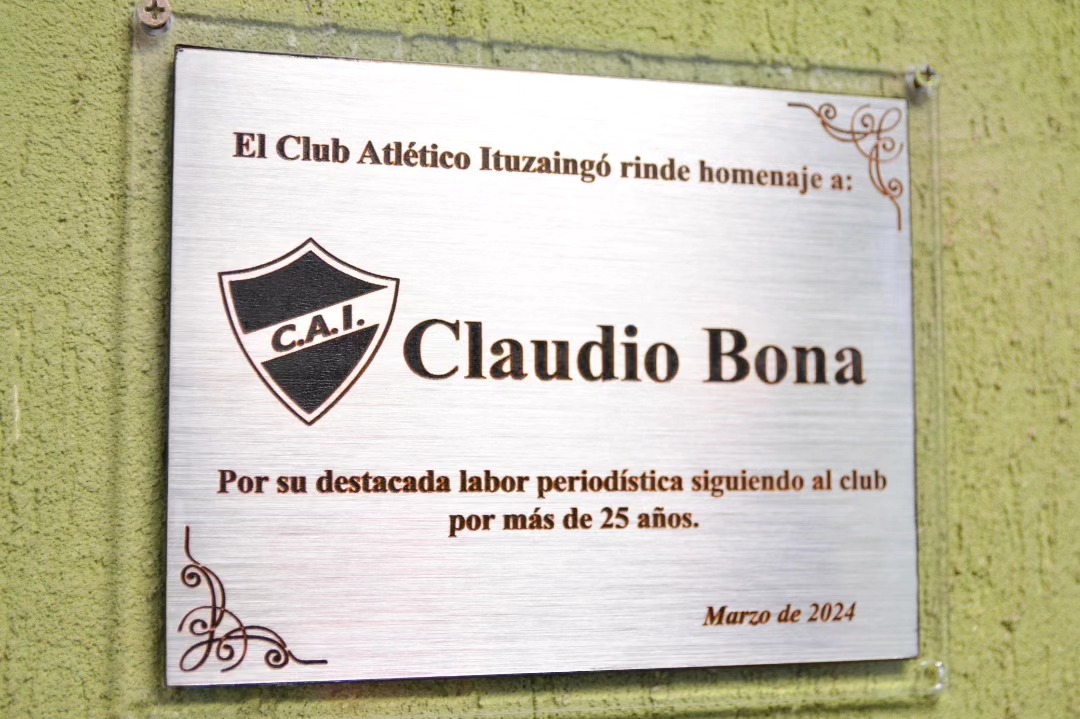 El Club Atlético Ituzaingó rinde homenaje a:
C.A.I.
Claudio Bona
Por su destacada labor periodística siguiendo al club
por más de 25 años.
Marzo de 2024